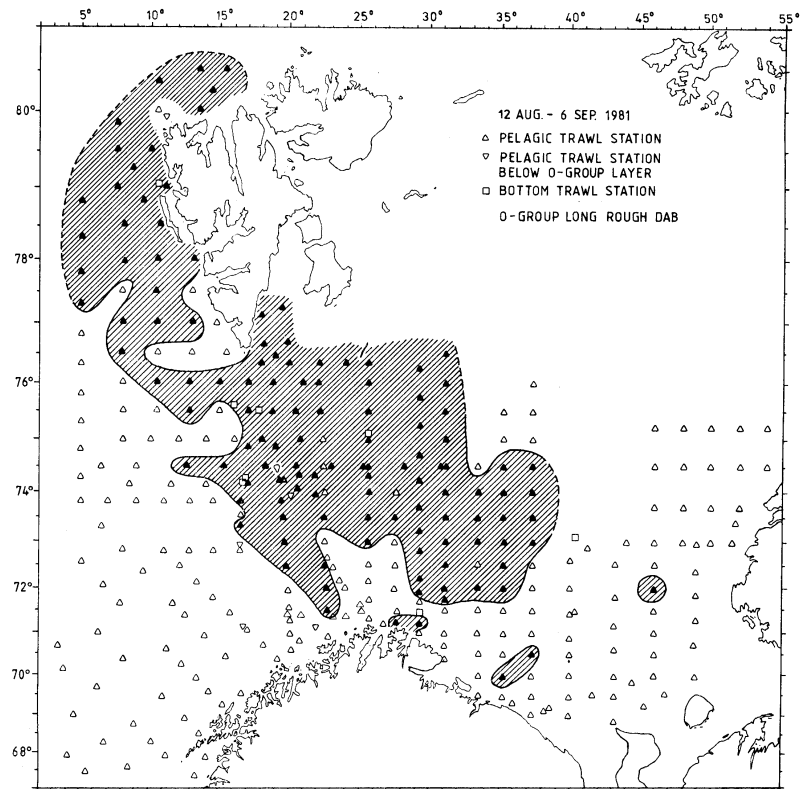 5° 10° 15° 20° 25° 30° 35° 40° 45° 50° 55°
80°
12 AUG. - 6 SEP. 1981
△ PELAGIC TRAWL STATION
▽ PELAGIC TRAWL STATION
BELOW 0-GROUP LAYER
□ BOTTOM TRAWL STATION
0-GROUP LONG ROUGH DAB
78°
76°
74°
72°
70°
68°